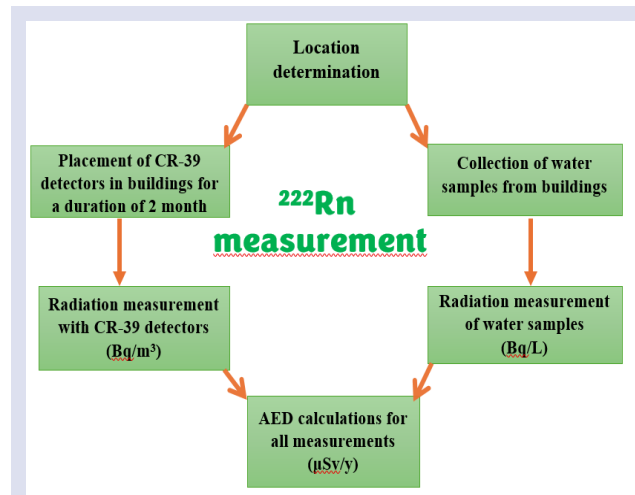 Location
determination
Placement of CR-39
detectors in buildings for
a duration of 2 month
Collection of water
samples from buildings
²²²Rn
measurement
Radiation measurement
with CR-39 detectors
(Bq/m³)
Radiation measurement
of water samples
(Bq/L)
AED calculations for
all measurements
(µSv/y)